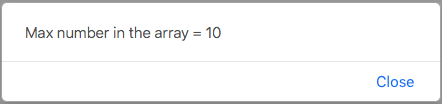 Max number in the array = 10
Close